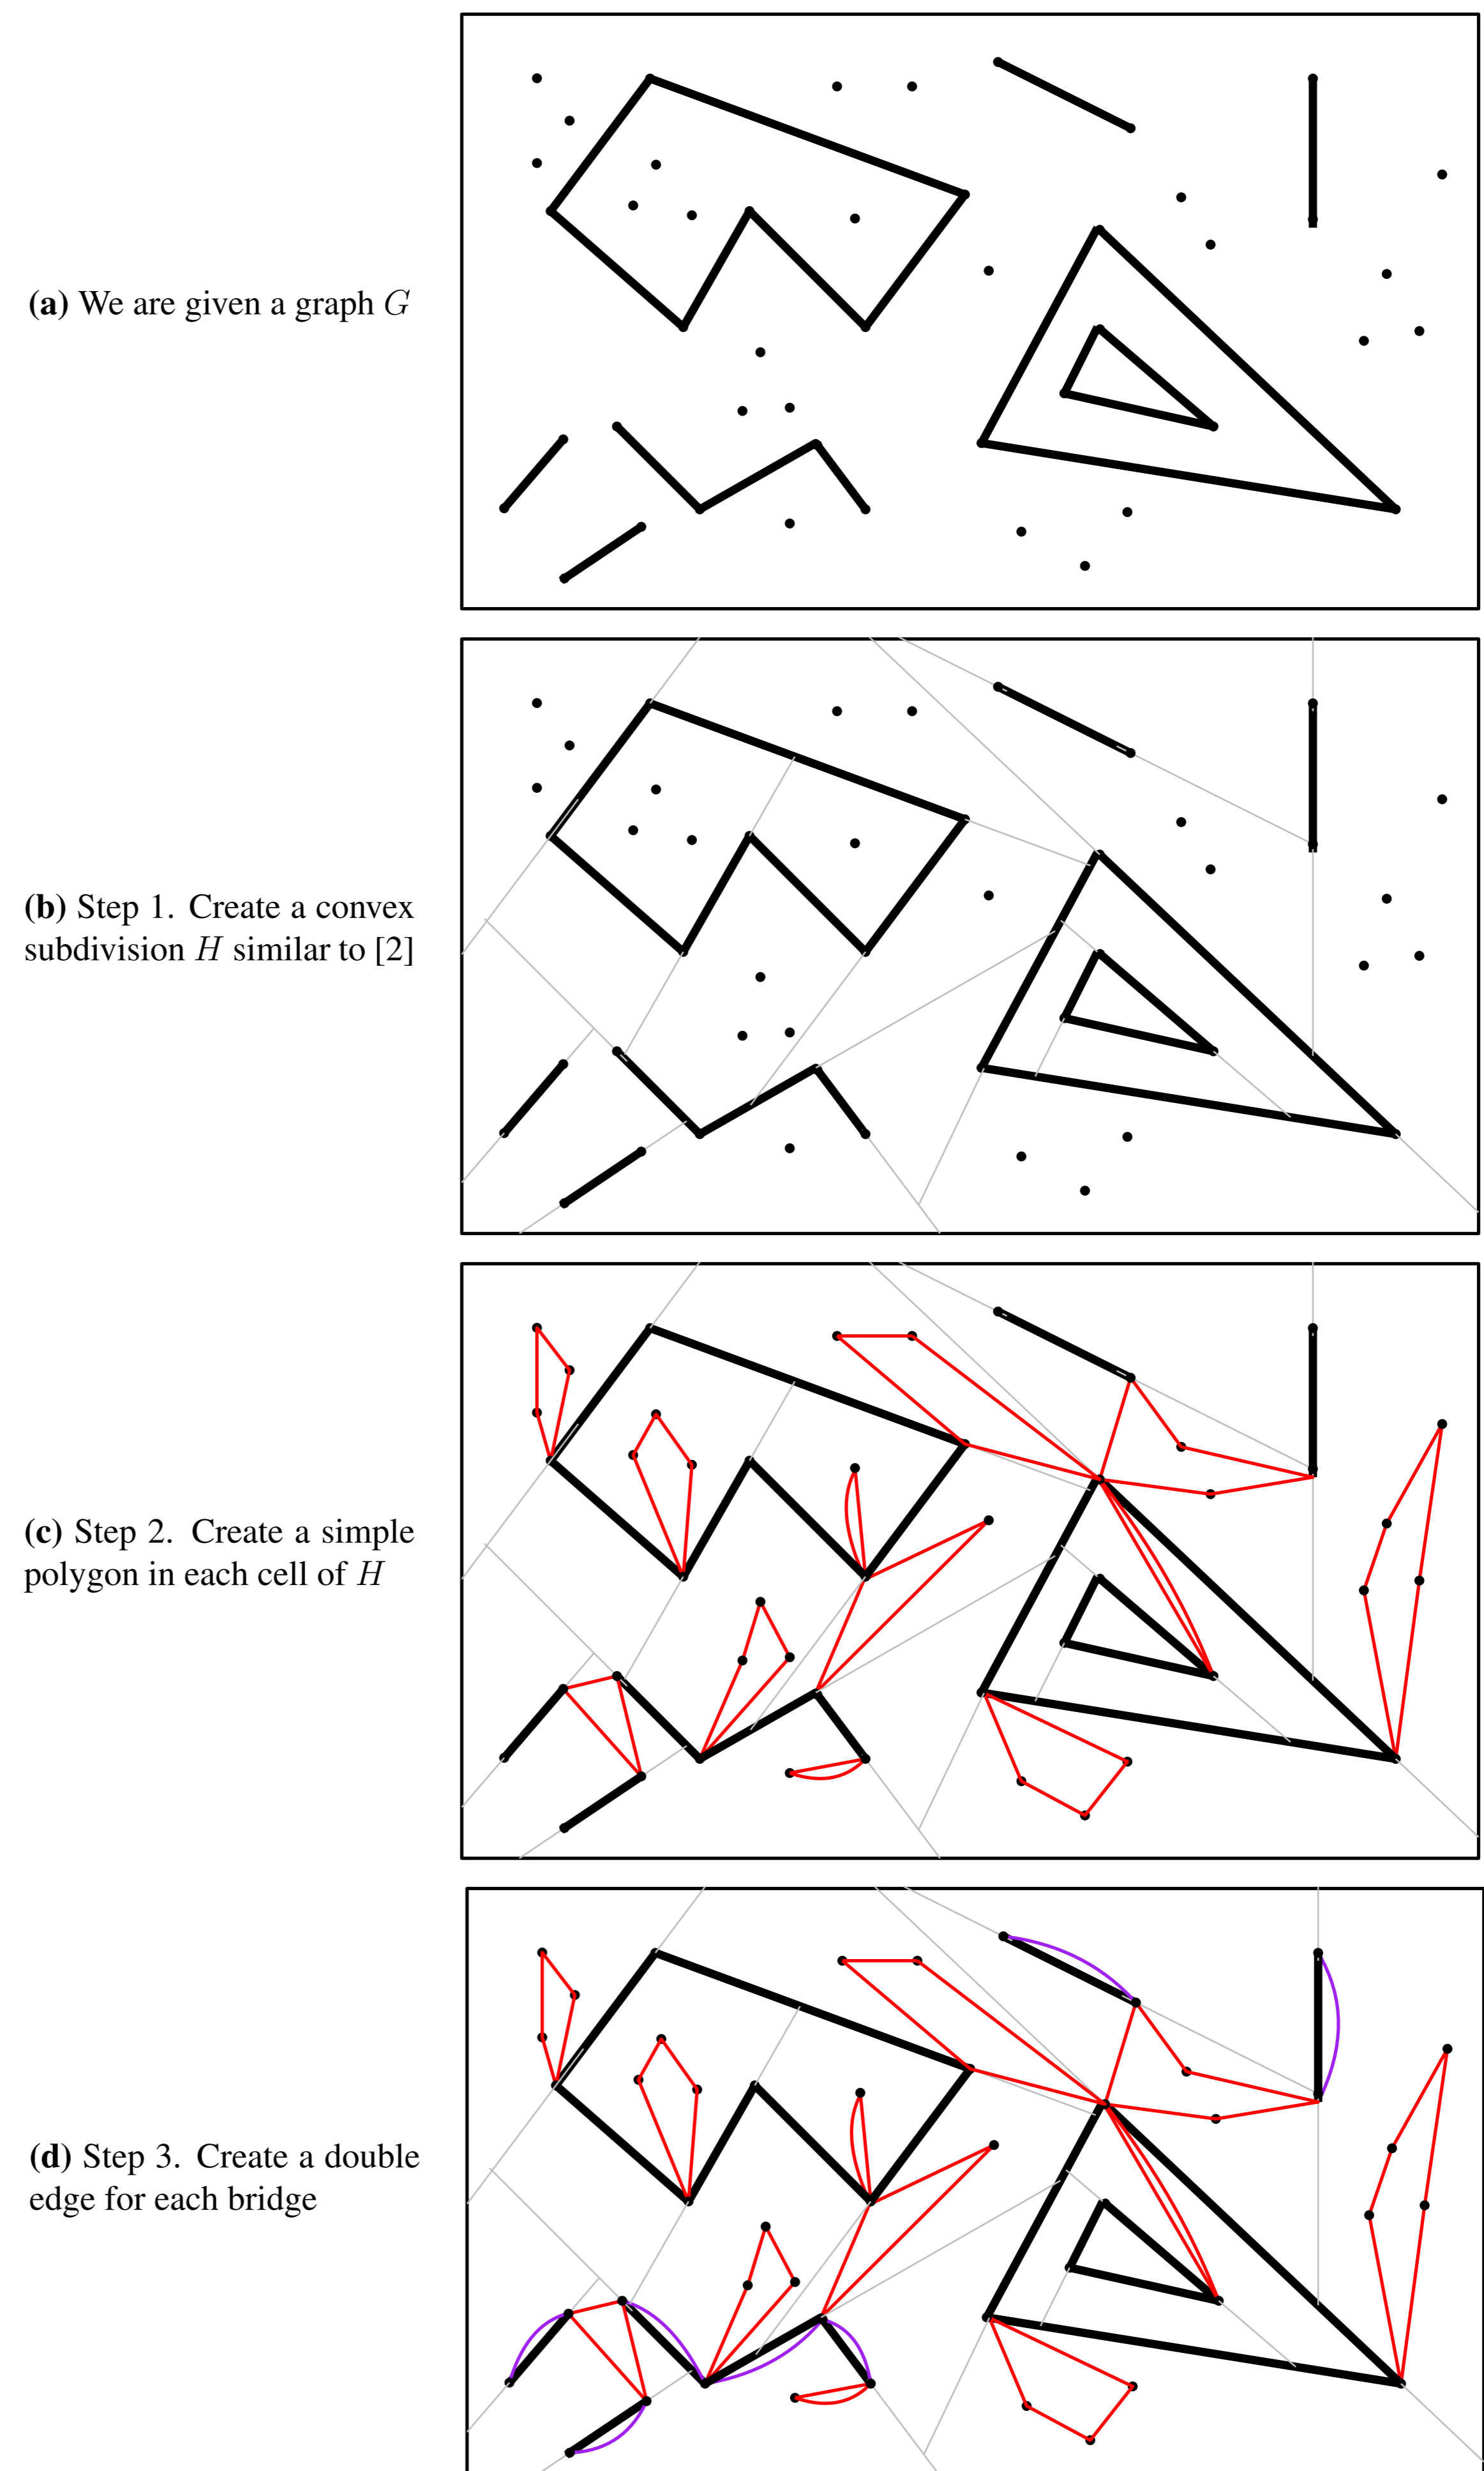 (a) We are given a graph G
(b) Step 1. Create a convex
subdivision H similar to [2]
(c) Step 2. Create a simple
polygon in each cell of H
(d) Step 3. Create a double
edge for each bridge